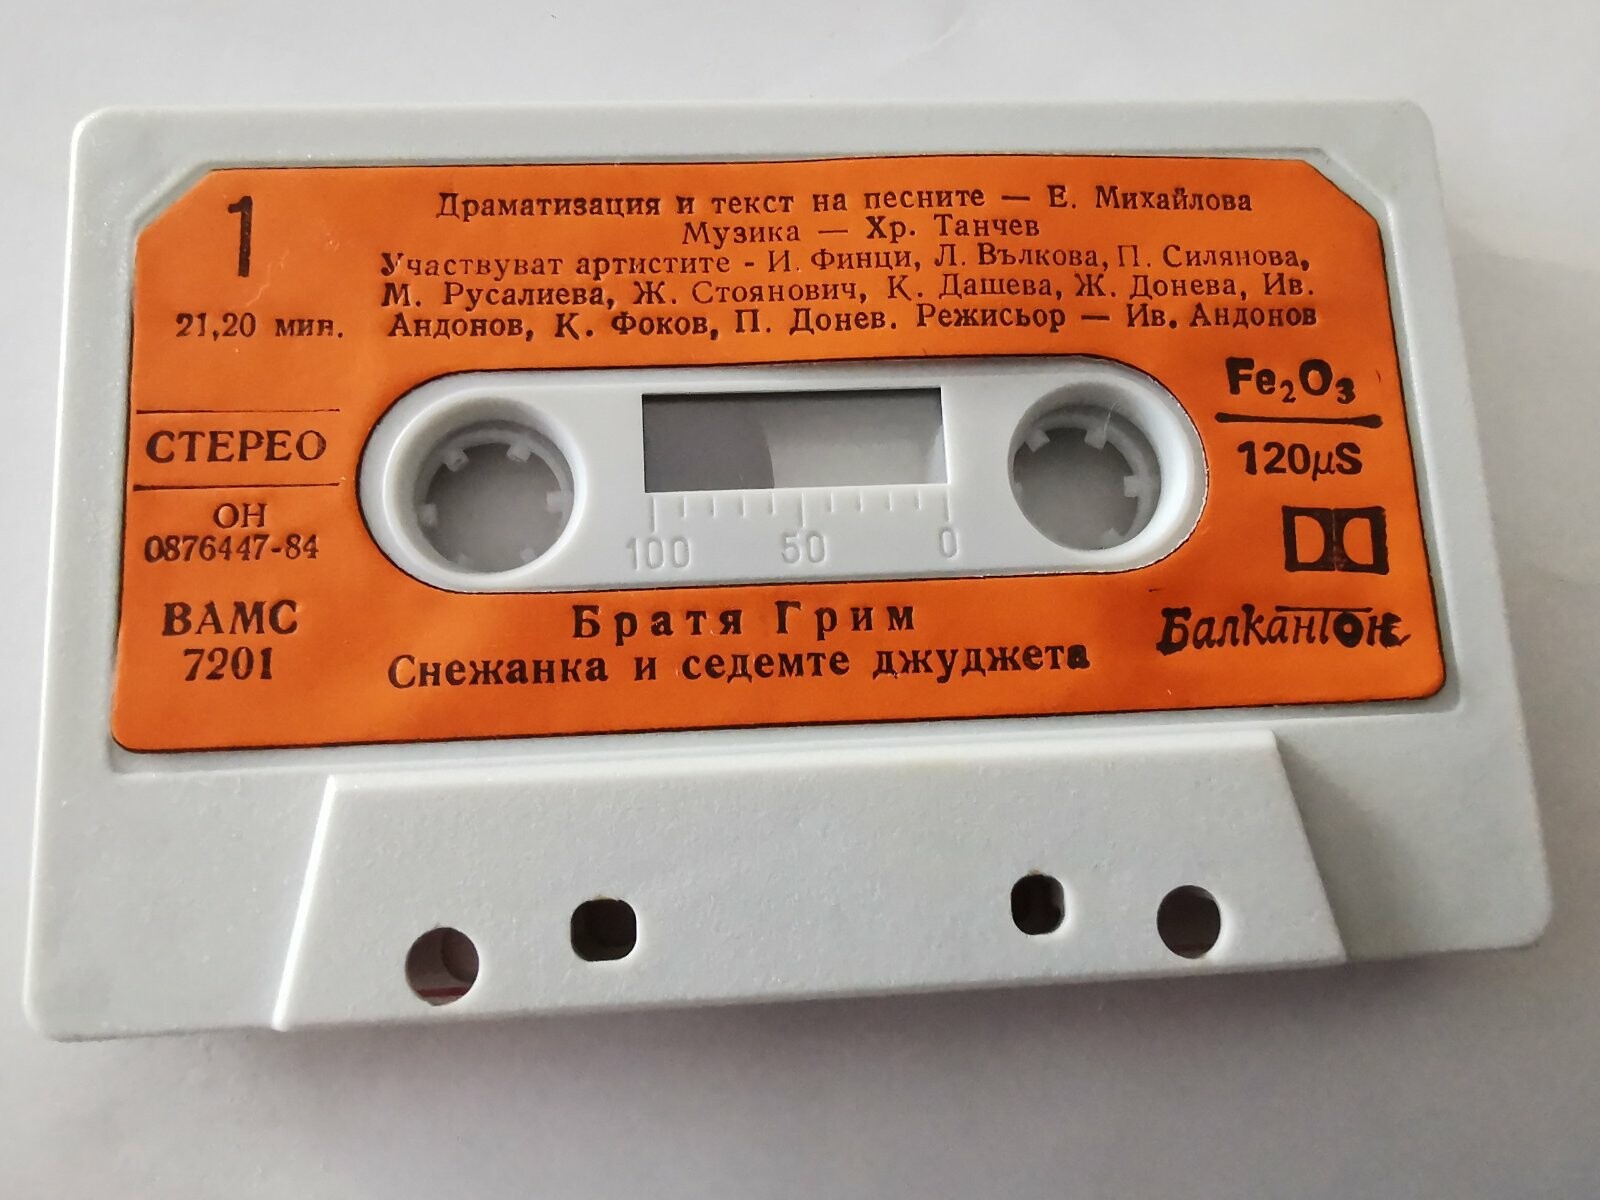 1
Драматизация и текст на песните — Е. Михайлова
Музика — Хр. Танчев
Участвуват артистите - И. Финци, Л. Вълкова, П. Силянова,
М. Русалиева, Ж. Стоянович, К. Дашева, Ж. Донева, Ив.
Андонов, К. Фоков, П. Донев. Режисьор — Ив. Андонов
21,20 мин.
СТЕРЕО
ОН
0876447-84
ВАМС
7201
100 50 0
Fe₂O₃
120μS
Балкантон
Братя Грим
Снежанка и седемте джуджета